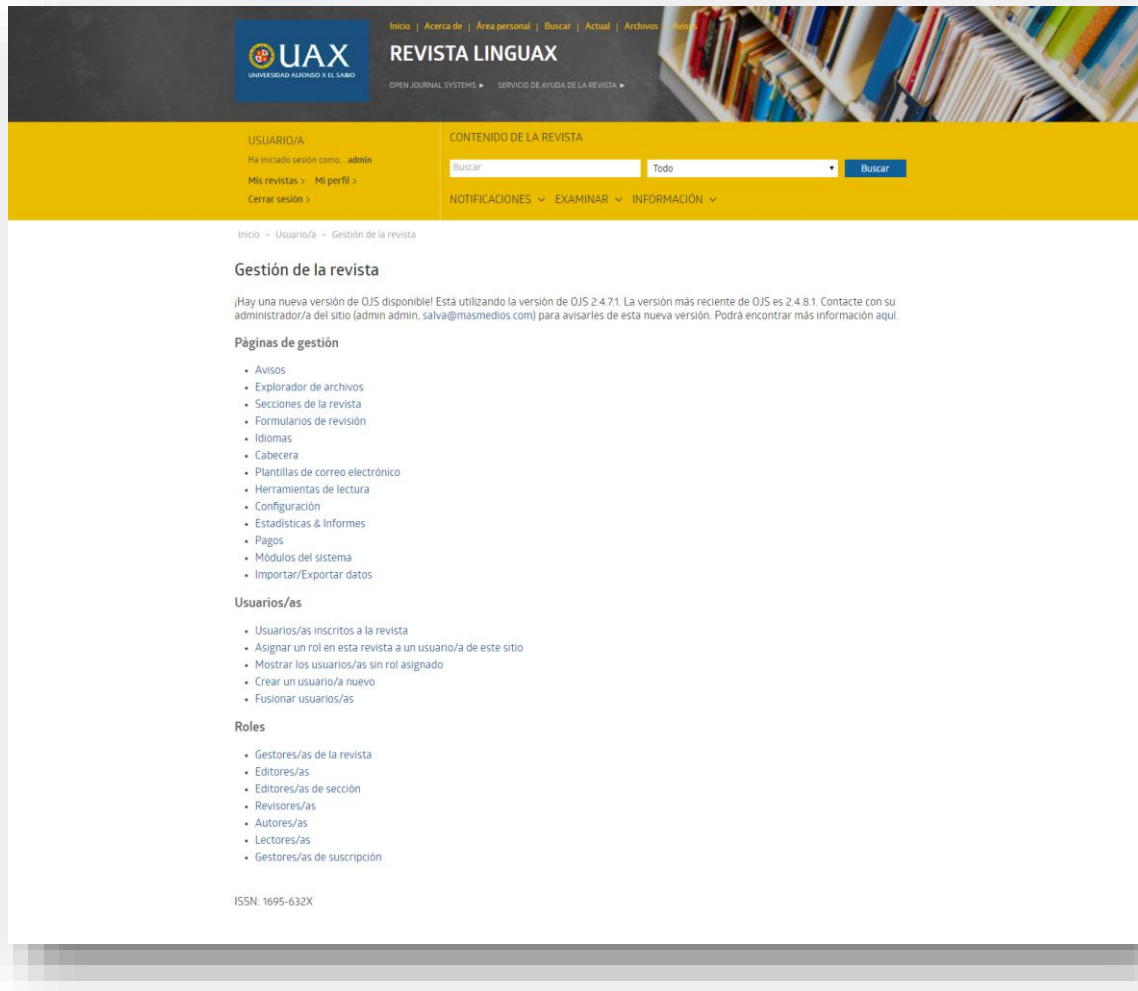 UAX
UNIVERSIDAD ALFONSO X EL SABIO
Inicio | Acerca de | Área personal | Buscar | Actual | Archivos | Avisos
REVISTA LINGUAX
OPEN JOURNAL SYSTEMS ► SERVICIO DE AYUDA DE LA REVISTA ►
USUARIO/A
Ha iniciado sesión como... admin
Mis revistas > Mi perfil >
Cerrar sesión >
CONTENIDO DE LA REVISTA
Buscar Todo Buscar
NOTIFICACIONES EXAMINAR INFORMACIÓN
Inicio » Usuario/a » Gestión de la revista
Gestión de la revista
¡Hay una nueva versión de OJS disponible! Está utilizando la versión de OJS 2.4.7.1. La versión más reciente de OJS es 2.4.8.1. Contacte con su
administrador/a del sitio (admin admin, salva@masmedios.com) para avisarles de esta nueva versión. Podrá encontrar más información aquí.
Páginas de gestión
• Avisos
• Explorador de archivos
• Secciones de la revista
• Formularios de revisión
• Idiomas
• Cabecera
• Plantillas de correo electrónico
• Herramientas de lectura
• Configuración
• Estadísticas & Informes
• Pagos
• Módulos del sistema
• Importar/Exportar datos
Usuarios/as
• Usuarios/as inscritos a la revista
• Asignar un rol en esta revista a un usuario/a de este sitio
• Mostrar los usuarios/as sin rol asignado
• Crear un usuario/a nuevo
• Fusionar usuarios/as
Roles
• Gestores/as de la revista
• Editores/as
• Editores/as de sección
• Revisores/as
• Autores/as
• Lectores/as
• Gestores/as de suscripción
ISSN: 1695-632X